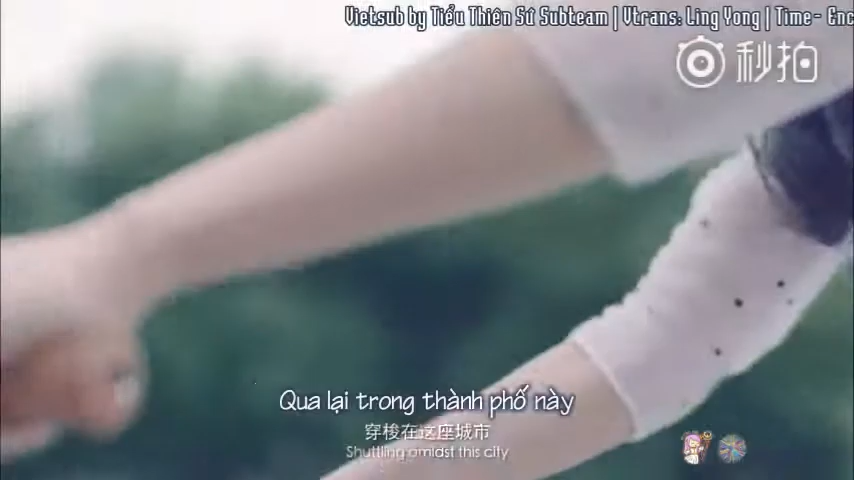 Vietsub by Tiểu Thiên Sứ Subteam | Vtrans: Ling Yong | Time- Enc
秒拍
Qua lại trong thành phố này
穿梭在这座城市
Shuttling amidst this city